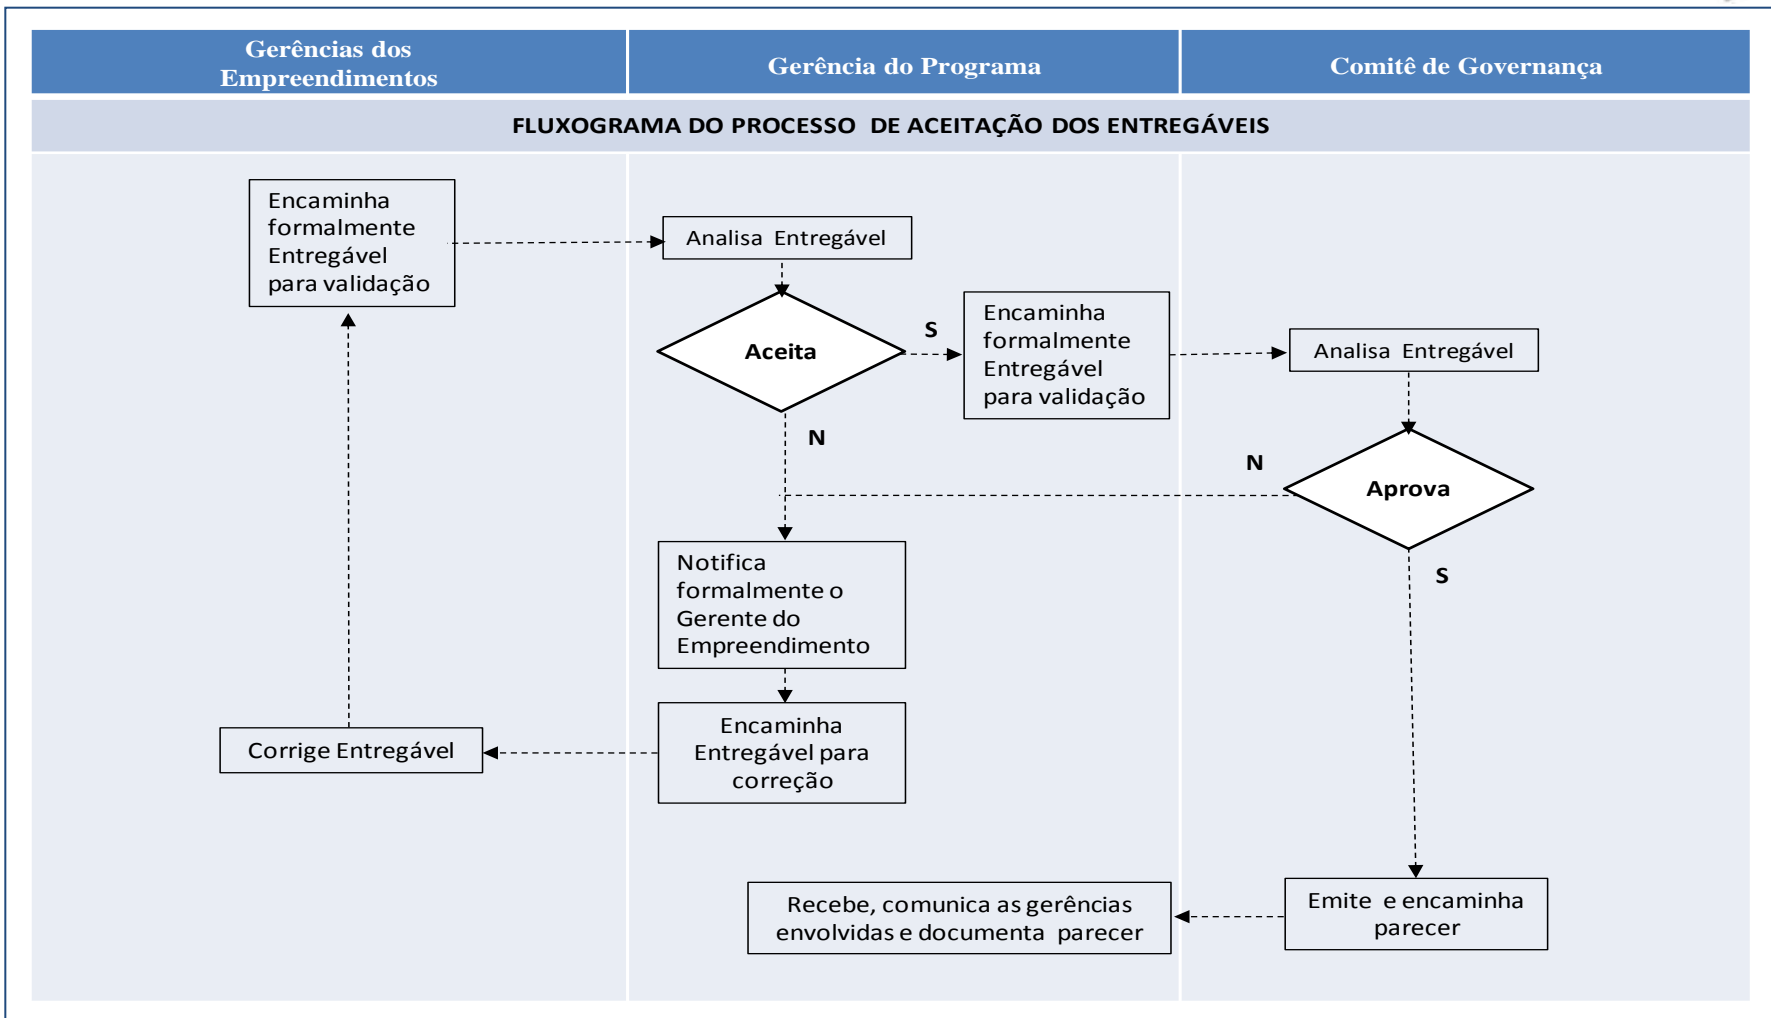 Gerências dos
Empreendimentos
Gerência do Programa
Comitê de Governança
FLUXOGRAMA DO PROCESSO DE ACEITAÇÃO DOS ENTREGÁVEIS
Encaminha
formalmente
Entregável
para validação
Analisa Entregável
Aceita
S
N
Encaminha
formalmente
Entregável
para validação
Analisa Entregável
Aprova
N
S
Notifica
formalmente o
Gerente do
Empreendimento
Encaminha
Entregável para
correção
Corrige Entregável
Emite e encaminha
parecer
Recebe, comunica as gerências
envolvidas e documenta parecer